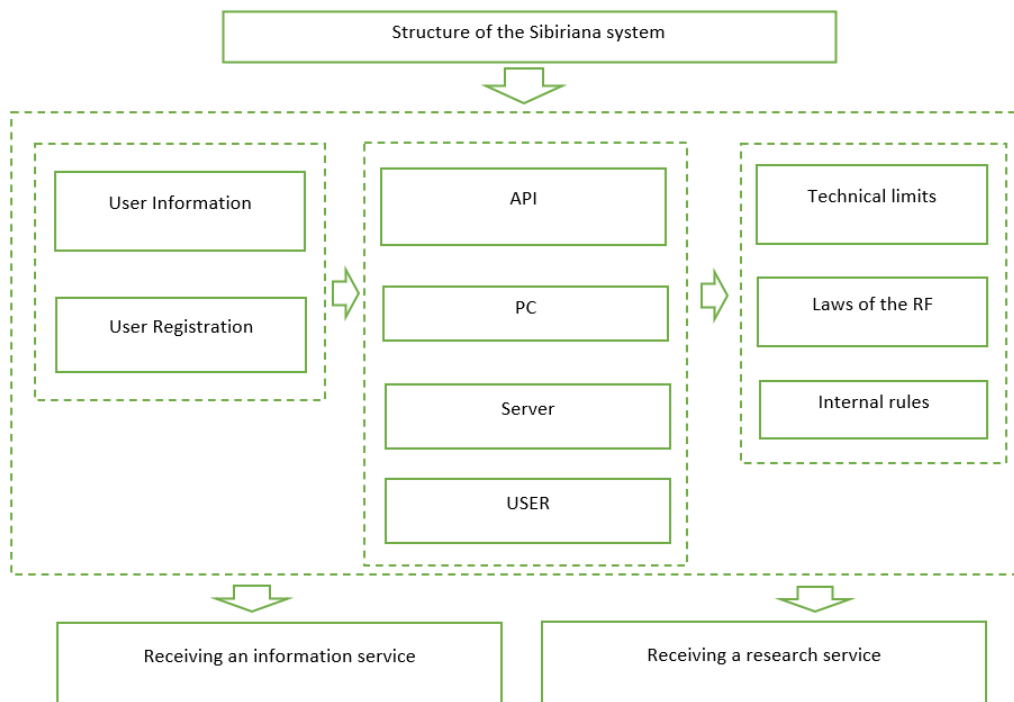 Structure of the Sibiriana system
User Information
User Registration
API
PC
Server
USER
Technical limits
Laws of the RF
Internal rules
Receiving an information service
Receiving a research service